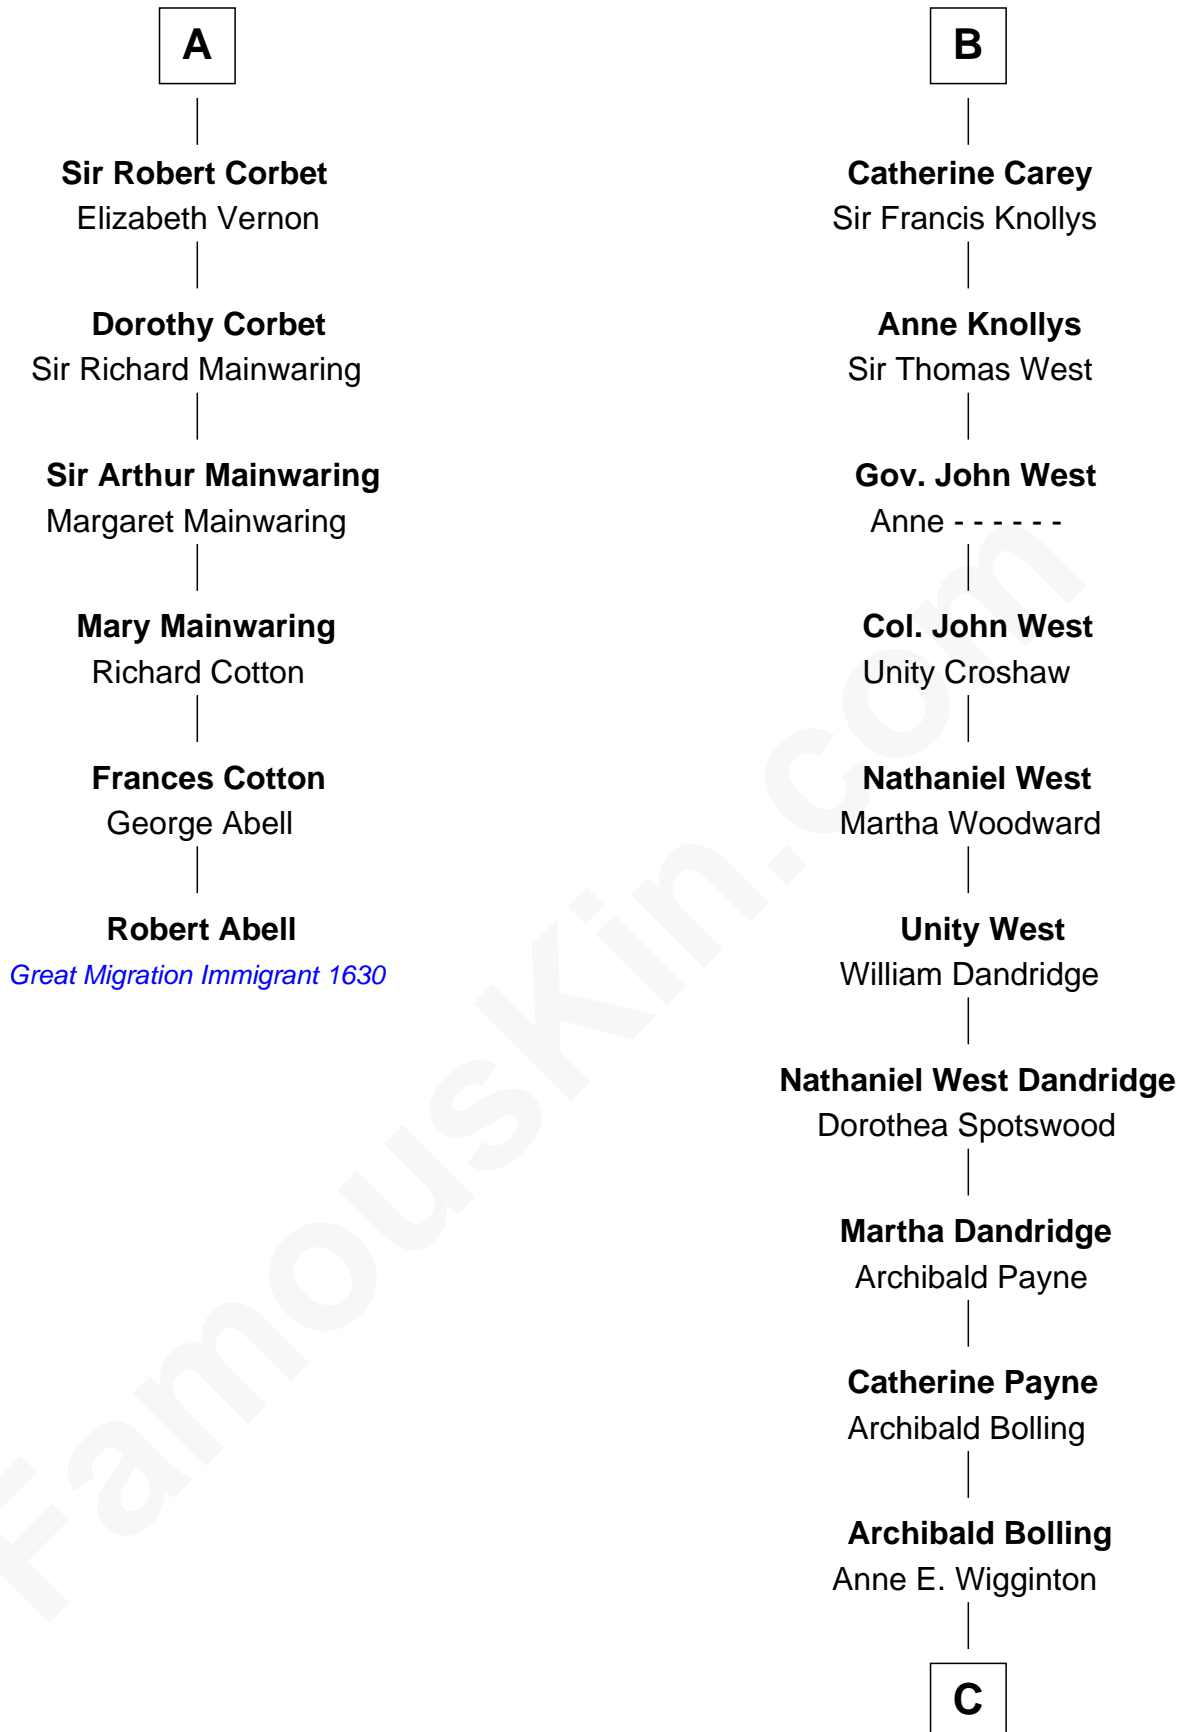 A
Sir Robert Corbet
Elizabeth Vernon
Dorothy Corbet
Sir Richard Mainwaring
Sir Arthur Mainwaring
Margaret Mainwaring
Mary Mainwaring
Richard Cotton
Frances Cotton
George Abell
Robert Abell
Great Migration Immigrant 1630
B
Catherine Carey
Sir Francis Knollys
Anne Knollys
Sir Thomas West
Gov. John West
Anne - - - - - -
Col. John West
Unity Croshaw
Nathaniel West
Martha Woodward
Unity West
William Dandridge
Nathaniel West Dandridge
Dorothea Spotswood
Martha Dandridge
Archibald Payne
Catherine Payne
Archibald Bolling
Archibald Bolling
Anne E. Wigginton
C
FamousKin.com